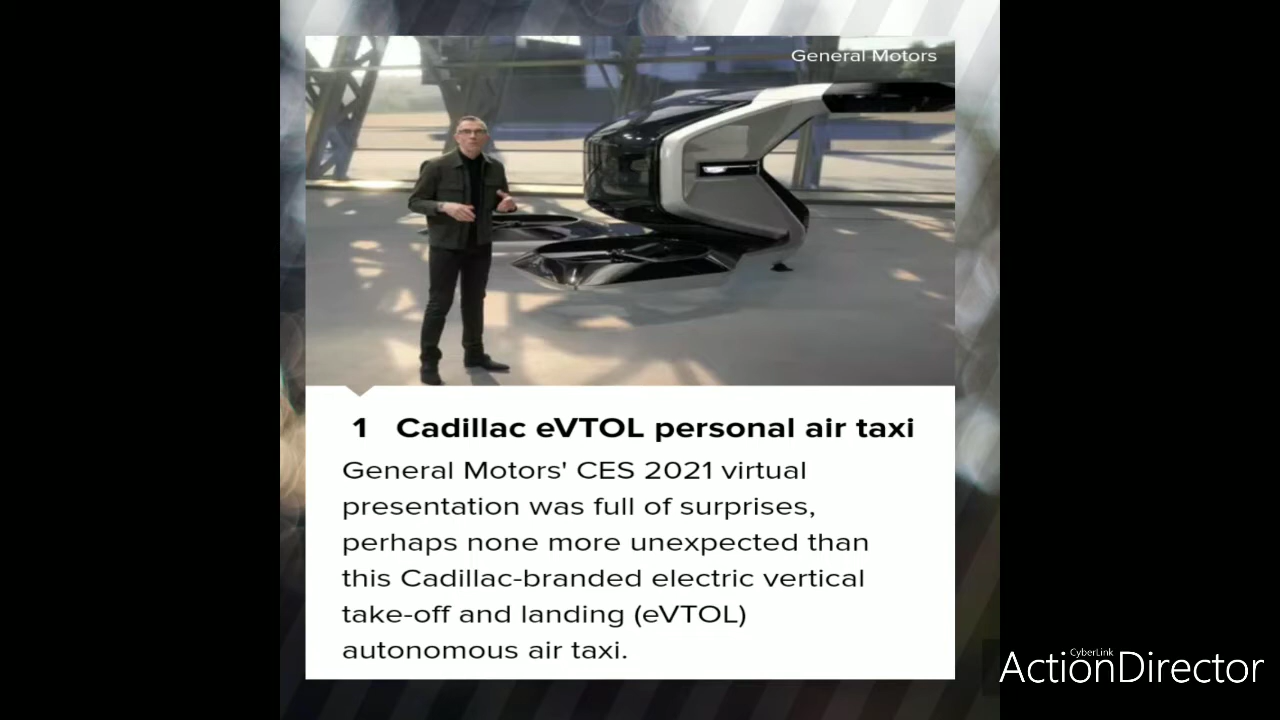 General Motors
1 Cadillac eVTOL personal air taxi
General Motors' CES 2021 virtual
presentation was full of surprises,
perhaps none more unexpected than
this Cadillac-branded electric vertical
take-off and landing (eVTOL)
autonomous air taxi.
CyberLink
ActionDirector